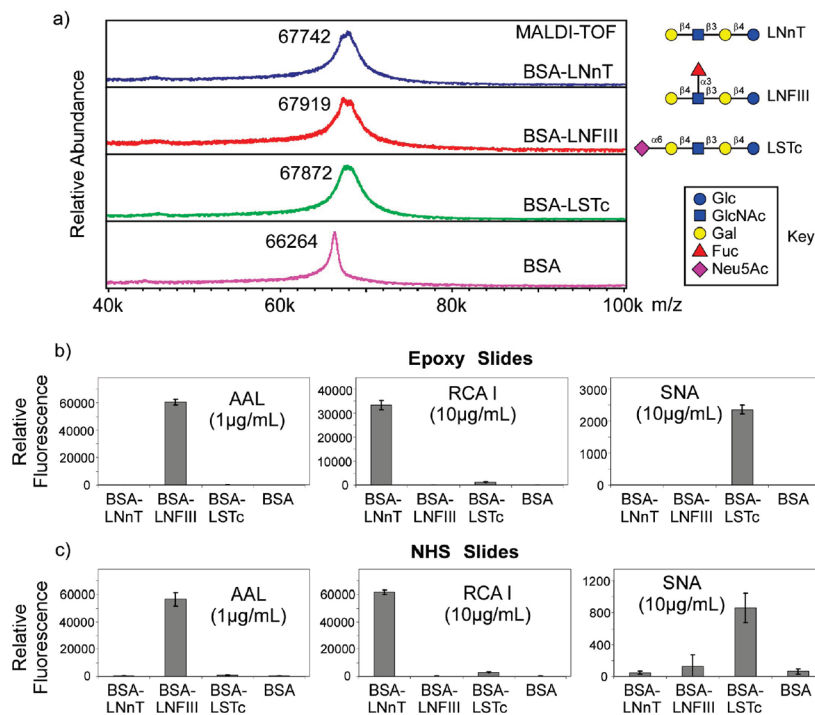 a)
67742
MALDI-TOF
BSA-LNnT
67919
BSA-LNFIII
67872
BSA-LSTc
66264
BSA
Relative Abundance
40k 60k 80k 100k m/z
β4 β3 β4
LNnT
α3
β4 β3 β4
LNFIII
α6 β4 β3 β4
LSTc
Glc
GlcNAc
Gal
Fuc
Neu5Ac
Key
b)
Epoxy Slides
Relative Fluorescence
60000
40000
20000
0
AAL
(1µg/mL)
BSA-LNnT BSA-LNFIII BSA-LSTc BSA
40000
30000
20000
10000
0
RCA I
(10µg/mL)
BSA-LNnT BSA-LNFIII BSA-LSTc BSA
3000
2000
1000
0
SNA
(10µg/mL)
BSA-LNnT BSA-LNFIII BSA-LSTc BSA
c)
NHS Slides
Relative Fluorescence
60000
40000
20000
0
AAL
(1µg/mL)
BSA-LNnT BSA-LNFIII BSA-LSTc BSA
60000
40000
20000
0
RCA I
(10µg/mL)
BSA-LNnT BSA-LNFIII BSA-LSTc BSA
1200
800
400
0
SNA
(10µg/mL)
BSA-LNnT BSA-LNFIII BSA-LSTc BSA